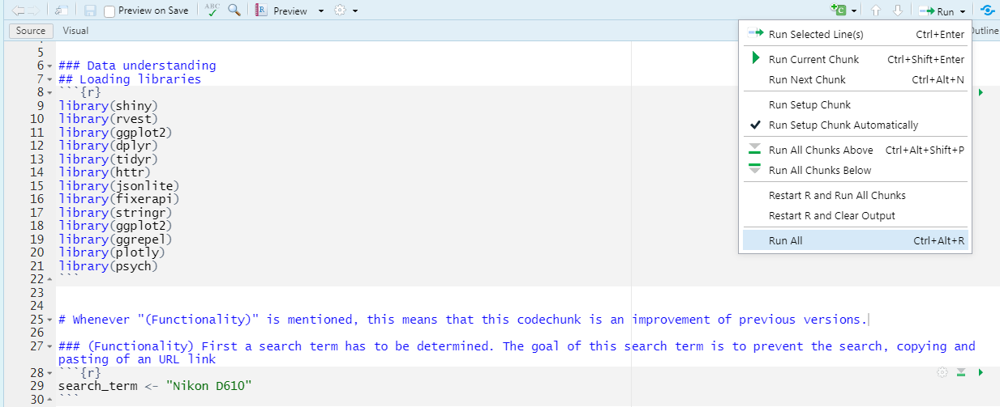 Preview on Save
ABC
R
Preview
C
Run
Source
Visual
Outline
Run Selected Line(s) Ctrl+Enter
Run Current Chunk Ctrl+Shift+Enter
Run Next Chunk Ctrl+Alt+N
Run Setup Chunk
Run Setup Chunk Automatically
Run All Chunks Above Ctrl+Alt+Shift+P
Run All Chunks Below
Restart R and Run All Chunks
Restart R and Clear Output
Run All Ctrl+Alt+R
5
6 ### Data understanding
7 ## Loading libraries
8 ```{r}
9 library(shiny)
10 library(rvest)
11 library(ggplot2)
12 library(dplyr)
13 library(tidyr)
14 library(httr)
15 library(jsonlite)
16 library(fixerapi)
17 library(stringr)
18 library(ggplot2)
19 library(ggrepel)
20 library(plotly)
21 library(psych)
22 ```
23
24
25 # Whenever "(Functionality)" is mentioned, this means that this codechunk is an improvement of previous versions.
26
27 ### (Functionality) First a search term has to be determined. The goal of this search term is to prevent the search, copying and
pasting of an URL link
28 ```{r}
29 search_term <- "Nikon D610"
30 ```